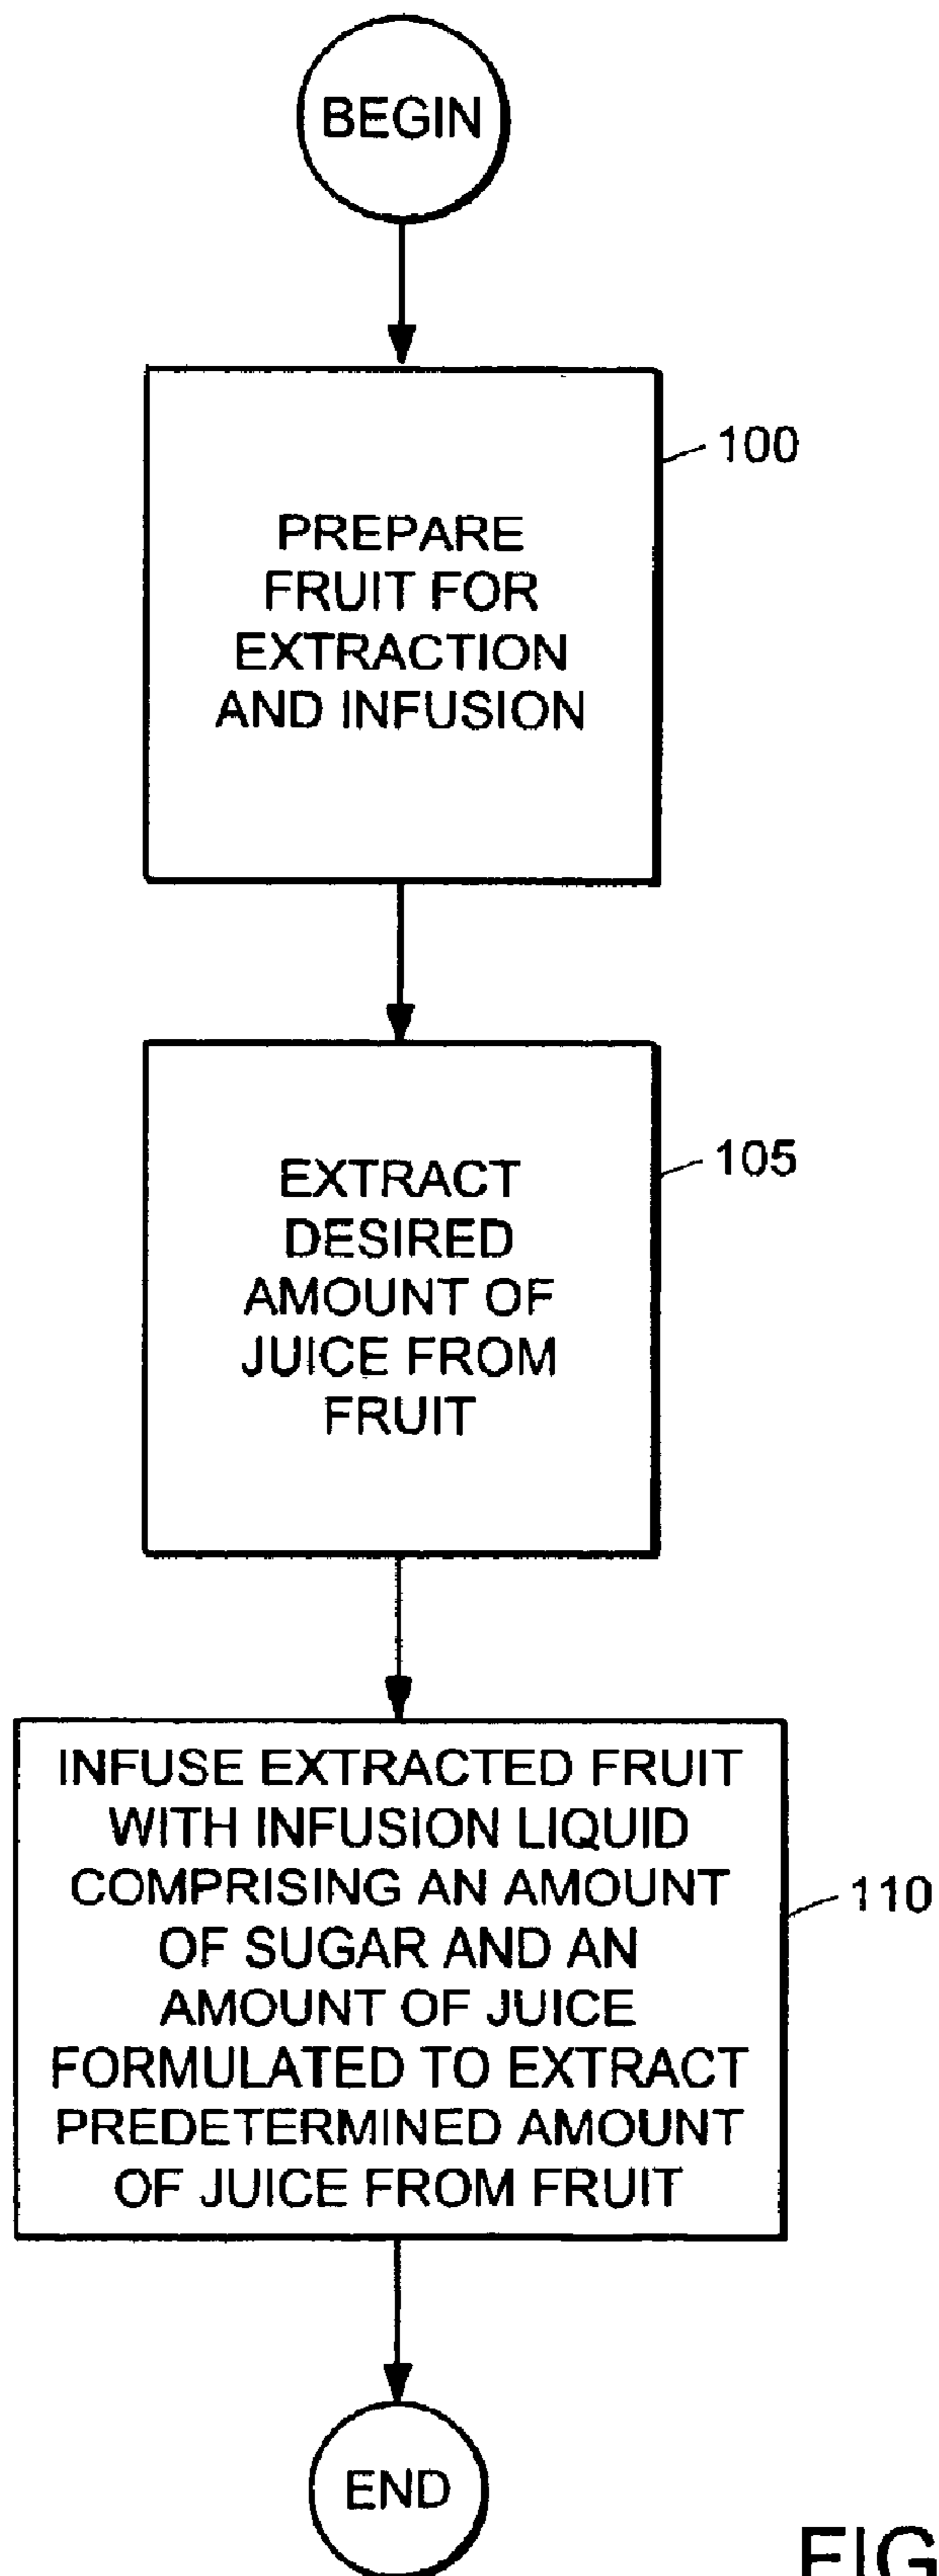 BEGIN
100
PREPARE
FRUIT FOR
EXTRACTION
AND INFUSION
105
EXTRACT
DESIRED
AMOUNT OF
JUICE FROM
FRUIT
INFUSE EXTRACTED FRUIT
WITH INFUSION LIQUID
COMPRISING AN AMOUNT
OF SUGAR AND AN
AMOUNT OF JUICE
FORMULATED TO EXTRACT
PREDETERMINED AMOUNT
OF JUICE FROM FRUIT
110
END
FIG